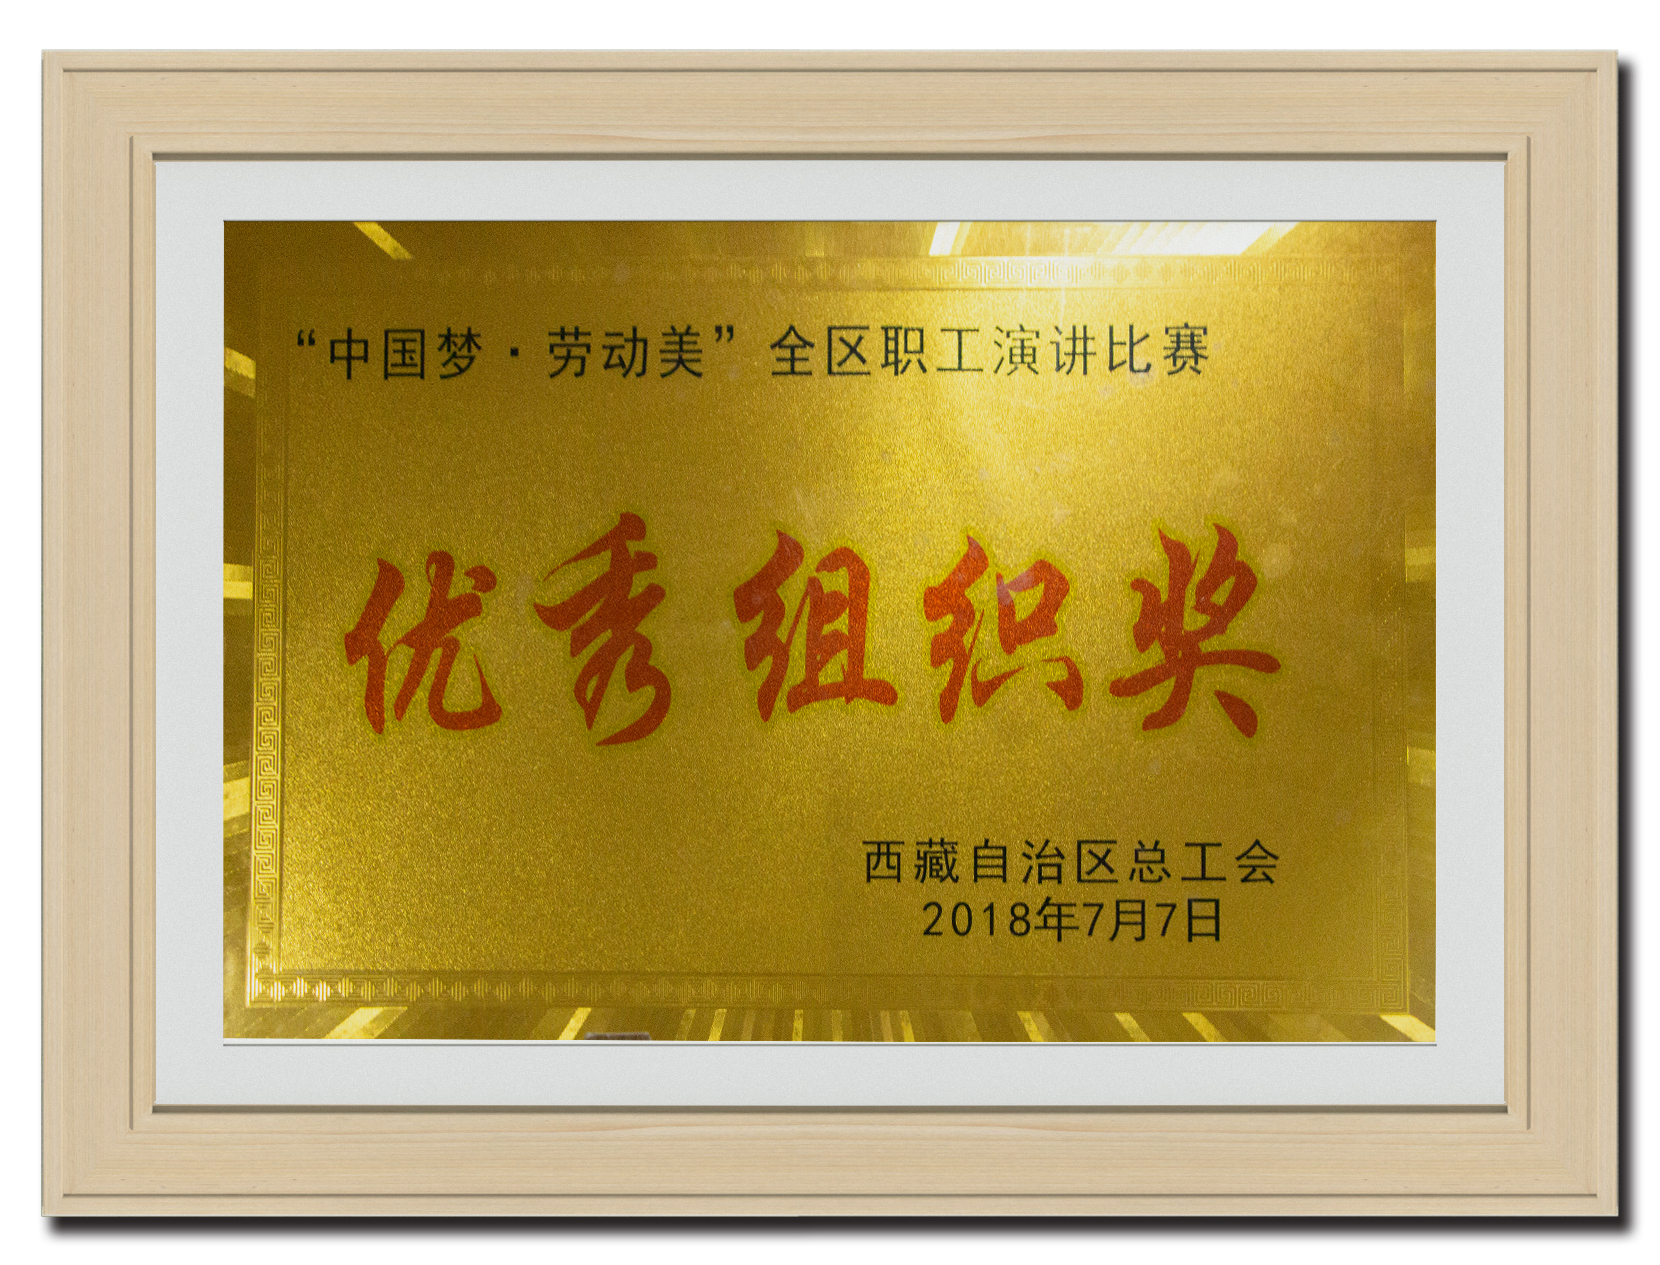 “中国梦·劳动美”全区职工演讲比赛
优秀组织奖
西藏自治区总工会
2018年7月7日